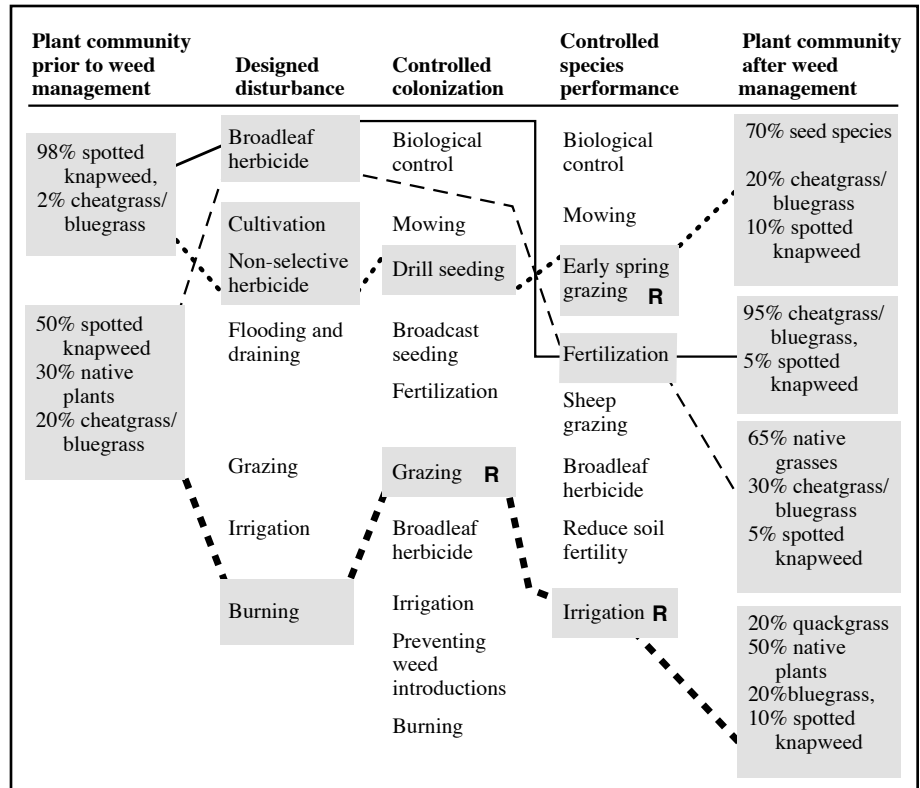 Plant community
prior to weed
management
Designed
disturbance
Controlled
colonization
Controlled
species
performance
Plant community
after weed
management
98% spotted
knapweed,
2% cheatgrass/
bluegrass
50% spotted
knapweed
30% native
plants
20% cheatgrass/
bluegrass
Broadleaf
herbicide
Cultivation
Non-selective
herbicide
Flooding and
draining
Grazing
Irrigation
Burning
Biological
control
Mowing
Drill seeding
Broadcast
seeding
Fertilization
Grazing R
Broadleaf
herbicide
Irrigation
Preventing
weed
introductions
Burning
Biological
control
Mowing
Early spring
grazing R
Fertilization
Sheep
grazing
Broadleaf
herbicide
Reduce soil
fertility
Irrigation R
70% seed species
20% cheatgrass/
bluegrass
10% spotted
knapweed
95% cheatgrass/
bluegrass,
5% spotted
knapweed
65% native
grasses
30% cheatgrass/
bluegrass
5% spotted
knapweed
20% quackgrass
50% native
plants
20%bluegrass,
10% spotted
knapweed